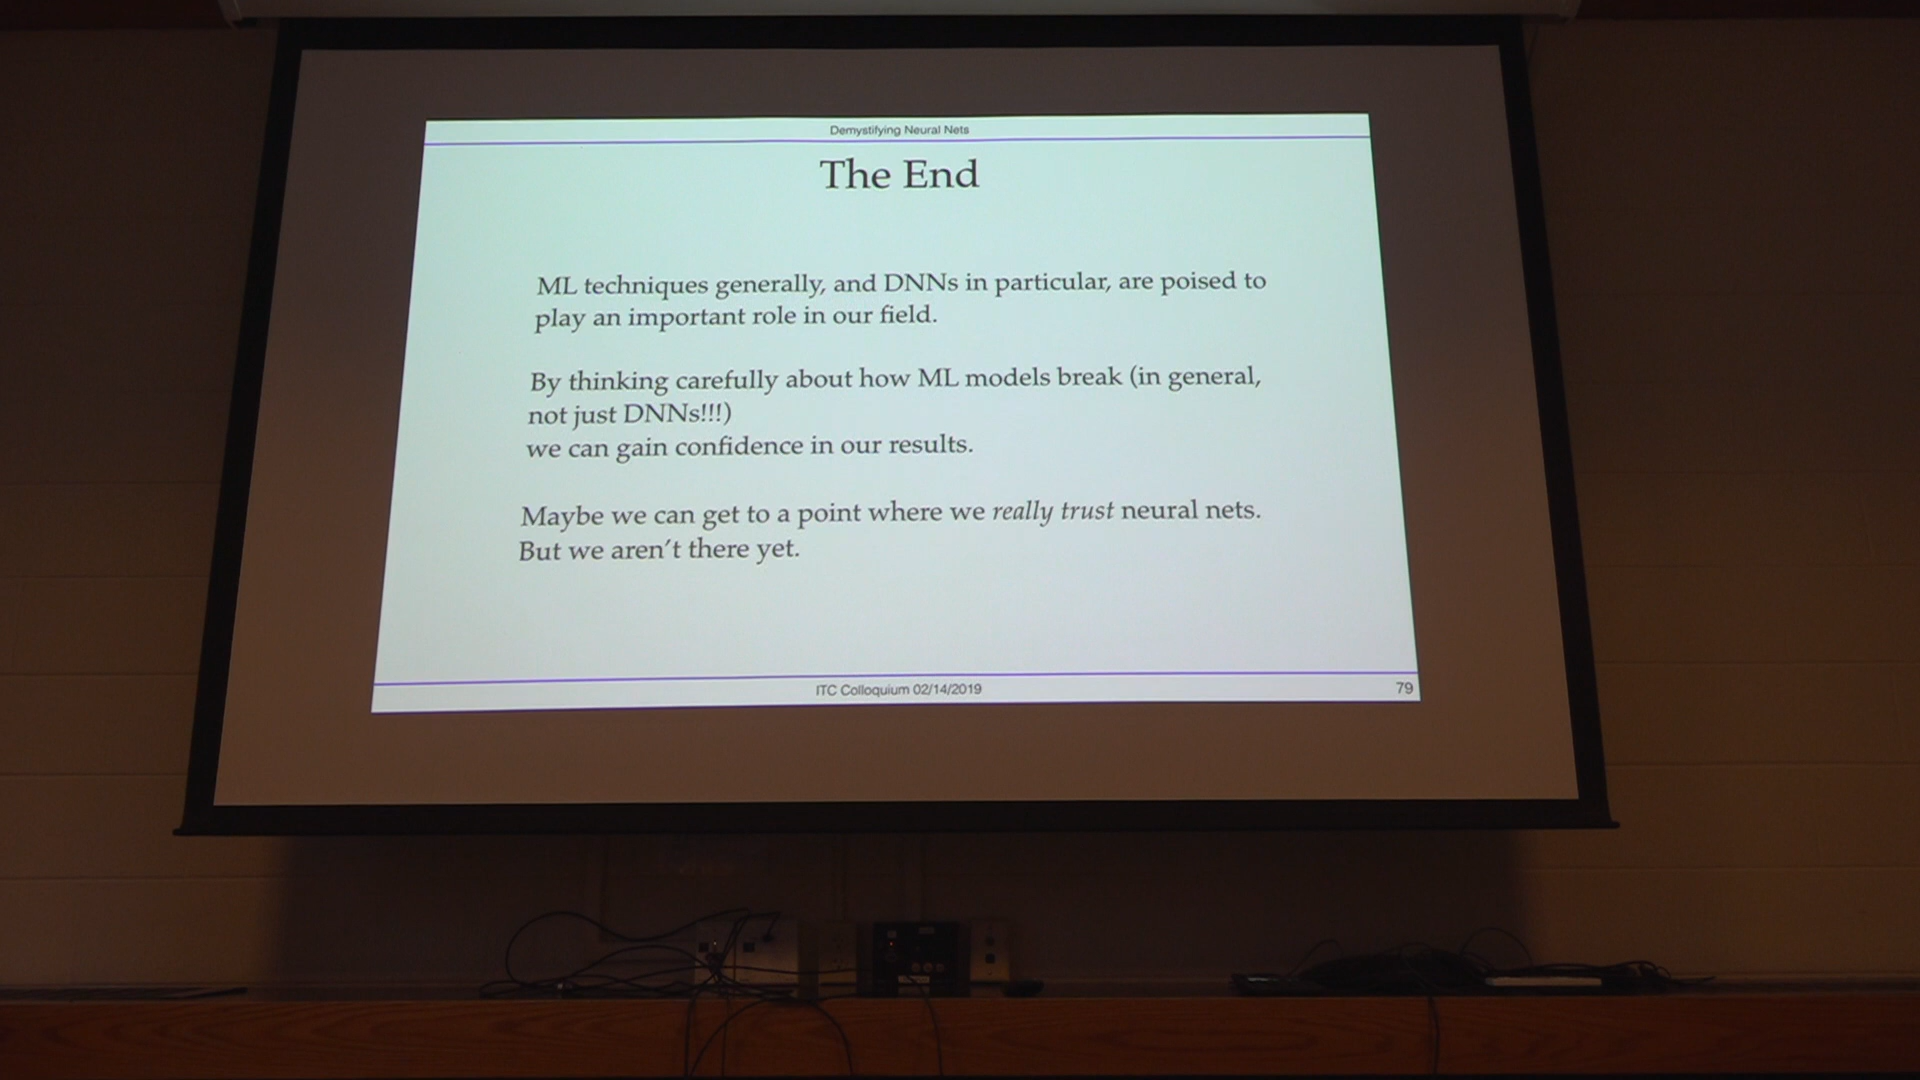 Demystifying Neural Nets
The End
ML techniques generally, and DNNs in particular, are poised to
play an important role in our field.
By thinking carefully about how ML models break (in general,
not just DNNs!!!)
we can gain confidence in our results.
Maybe we can get to a point where we really trust neural nets.
But we aren't there yet.
ITC Colloquium 02/14/2019
79